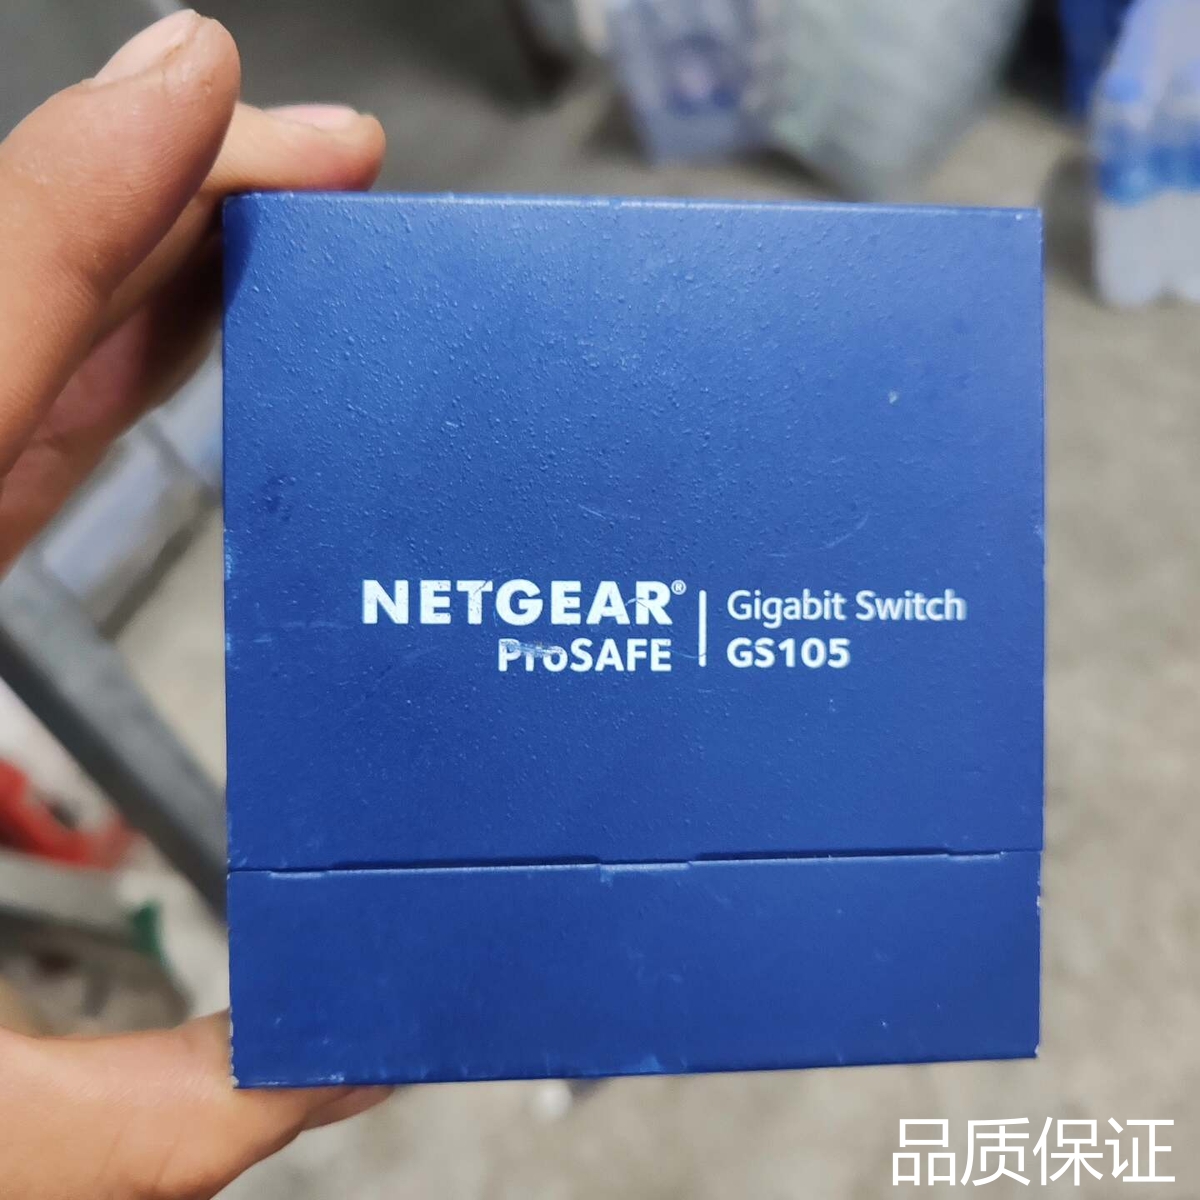 NETGEAR®
ProSAFE
Gigabit Switch
GS105
品质保证